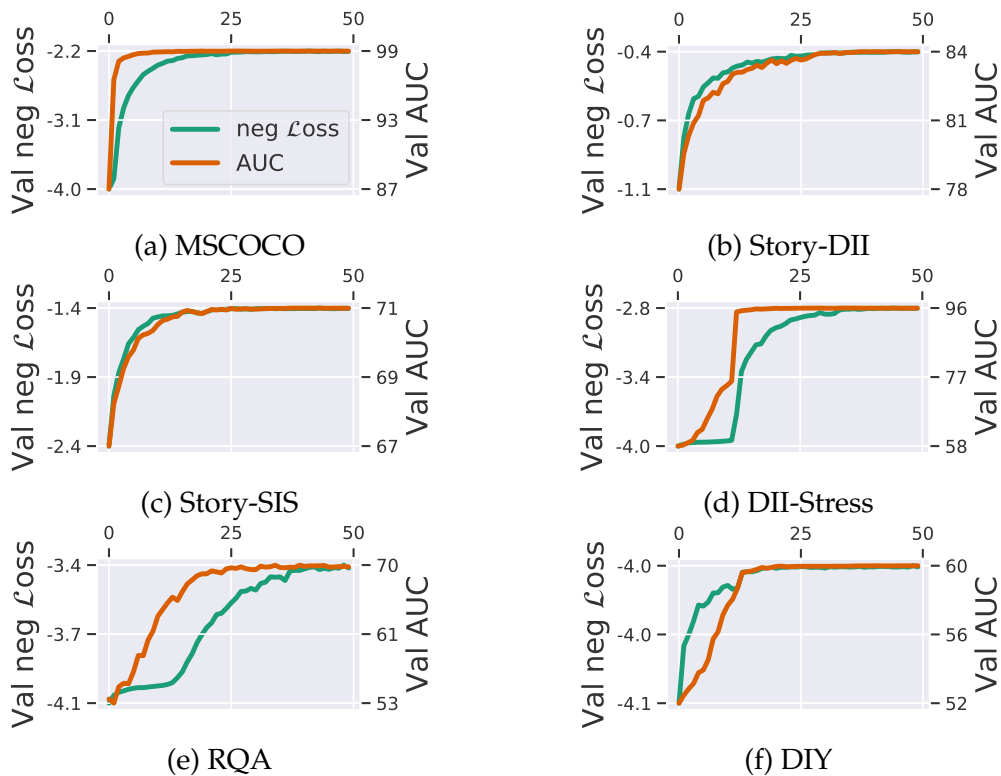 0 25 50
Val neg ℒoss
-2.2
-3.1
-4.0
neg ℒoss
AUC
99
93
87
Val AUC
(a) MSCOCO
0 25 50
Val neg ℒoss
-0.4
-0.7
-1.1
84
81
78
Val AUC
(b) Story-DII
0 25 50
Val neg ℒoss
-1.4
-1.9
-2.4
71
69
67
Val AUC
(c) Story-SIS
0 25 50
Val neg ℒoss
-2.8
-3.4
-4.0
96
77
58
Val AUC
(d) DII-Stress
0 25 50
Val neg ℒoss
-3.4
-3.7
-4.1
70
61
53
Val AUC
(e) RQA
0 25 50
Val neg ℒoss
-4.0
-4.0
-4.1
60
56
52
Val AUC
(f) DIY